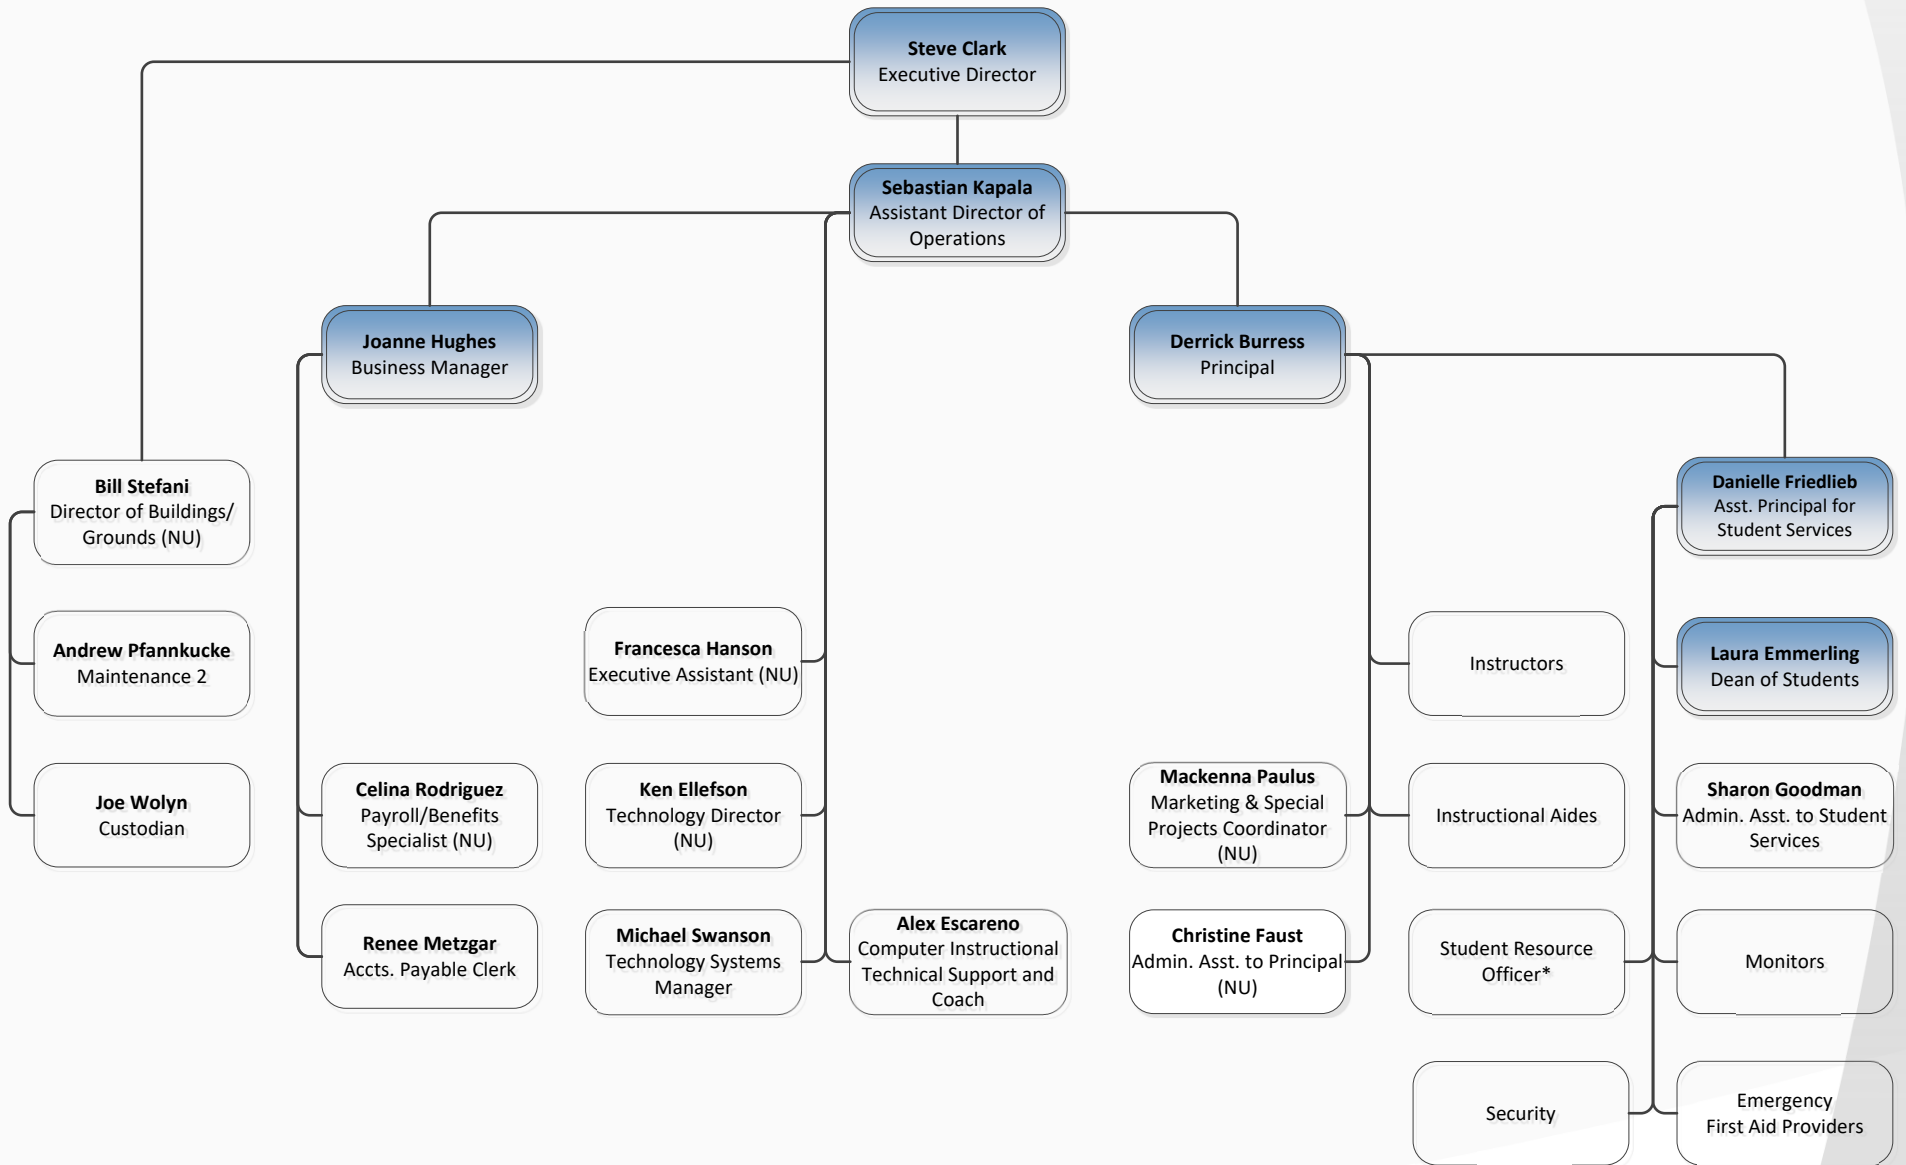 Steve Clark
Executive Director
Sebastian Kapala
Assistant Director of
Operations
Joanne Hughes
Business Manager
Derrick Burress
Principal
Bill Stefani
Director of Buildings/
Grounds (NU)
Danielle Friedlieb
Asst. Principal for
Student Services
Andrew Pfannkucke
Maintenance 2
Francesca Hanson
Executive Assistant (NU)
Instructors
Laura Emmerling
Dean of Students
Joe Wolyn
Custodian
Celina Rodriguez
Payroll/Benefits
Specialist (NU)
Ken Ellefson
Technology Director
(NU)
Mackenna Paulus
Marketing & Special
Projects Coordinator
(NU)
Instructional Aides
Sharon Goodman
Admin. Asst. to Student
Services
Renee Metzgar
Accts. Payable Clerk
Michael Swanson
Technology Systems
Manager
Alex Escareno
Computer Instructional
Technical Support and
Coach
Christine Faust
Admin. Asst. to Principal
(NU)
Student Resource
Officer*
Monitors
Security
Emergency
First Aid Providers